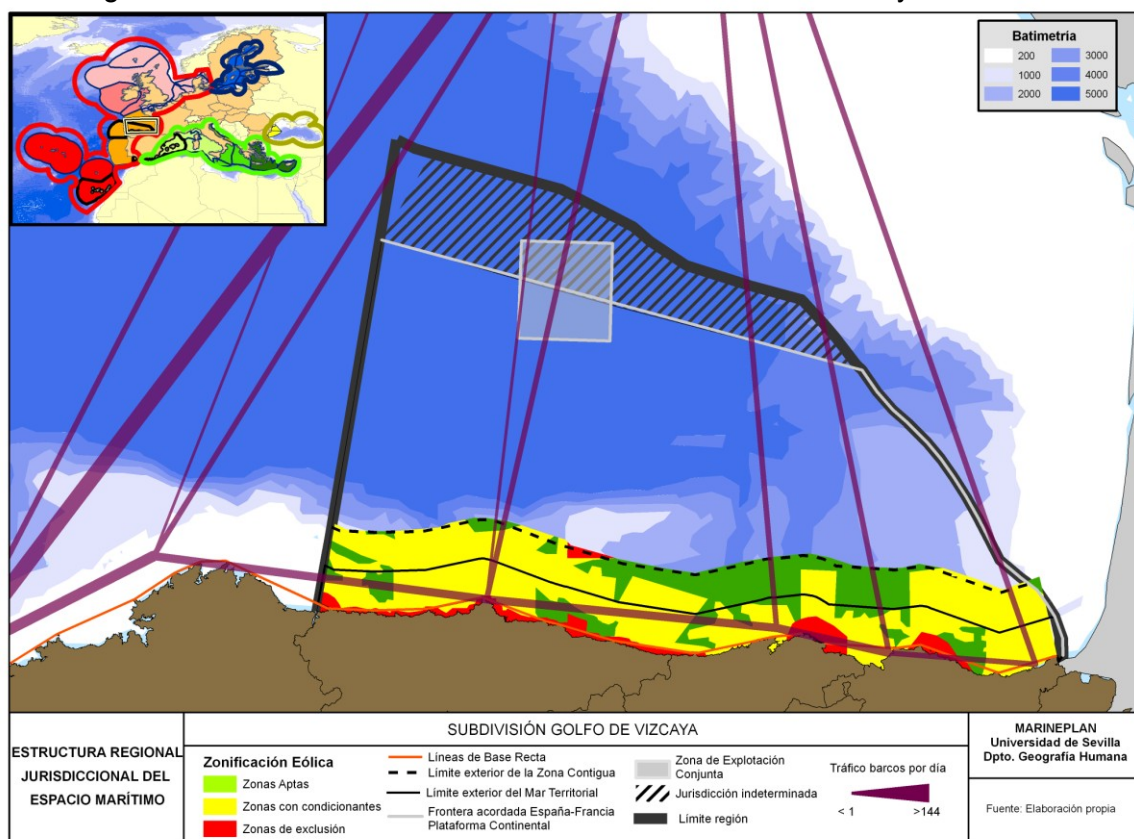 Batimetría
200
1000
2000
3000
4000
5000
SUBDIVISIÓN GOLFO DE VIZCAYA
ESTRUCTURA REGIONAL
JURISDICCIONAL DEL
ESPACIO MARÍTIMO
Zonificación Eólica
Zonas Aptas
Zonas con condicionantes
Zonas de exclusión
Líneas de Base Recta
Límite exterior de la Zona Contigua
Límite exterior del Mar Territorial
Frontera acordada España-Francia
Plataforma Continental
Zona de Explotación
Conjunta
Jurisdicción indeterminada
Límite región
Tráfico barcos por día
< 1
>144
MARINEPLAN
Universidad de Sevilla
Dpto. Geografía Humana
Fuente: Elaboración propia